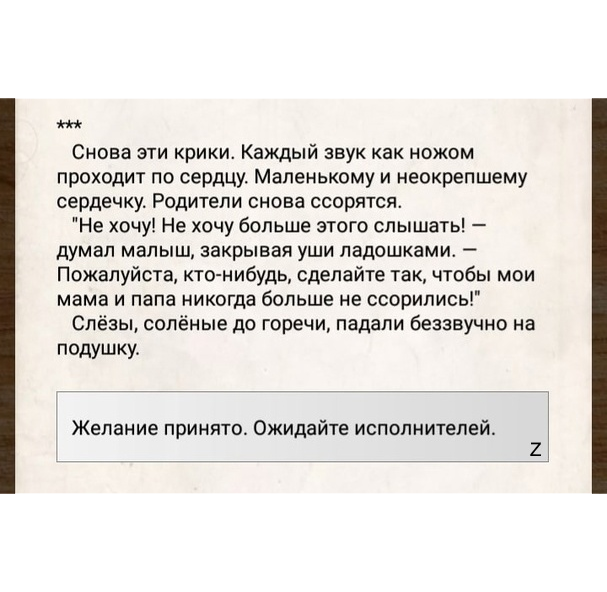 ***
Снова эти крики. Каждый звук как ножом
проходит по сердцу. Маленькому и неокрепшему
сердечку. Родители снова ссорятся.
"Не хочу! Не хочу больше этого слышать! —
думал малыш, закрывая уши ладошками. —
Пожалуйста, кто-нибудь, сделайте так, чтобы мои
мама и папа никогда больше не ссорились!"
Слёзы, солёные до горечи, падали беззвучно на
подушку.
Желание принято. Ожидайте исполнителей.
Z